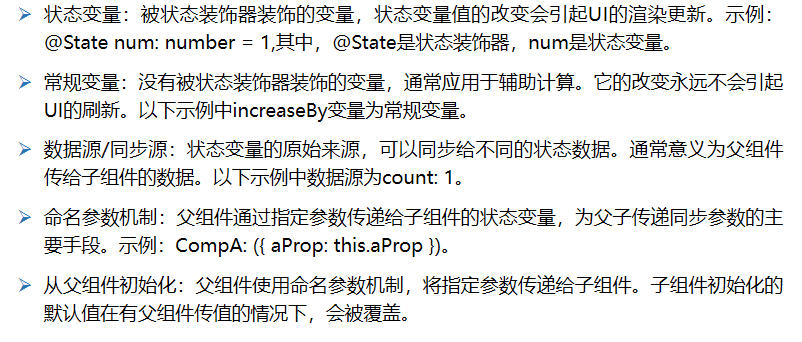 状态变量：被状态装饰器装饰的变量，状态变量值的改变会引起UI的渲染更新。示例：
@State num: number = 1,其中，@State是状态装饰器，num是状态变量。
常规变量：没有被状态装饰器装饰的变量，通常应用于辅助计算。它的改变永远不会引起
UI的刷新。以下示例中increaseBy变量为常规变量。
数据源/同步源：状态变量的原始来源，可以同步给不同的状态数据。通常意义为父组件
传给子组件的数据。以下示例中数据源为count: 1。
命名参数机制：父组件通过指定参数传递给子组件的状态变量，为父子传递同步参数的主
要手段。示例：CompA: ({ aProp: this.aProp })。
从父组件初始化：父组件使用命名参数机制，将指定参数传递给子组件。子组件初始化的
默认值在有父组件传值的情况下，会被覆盖。